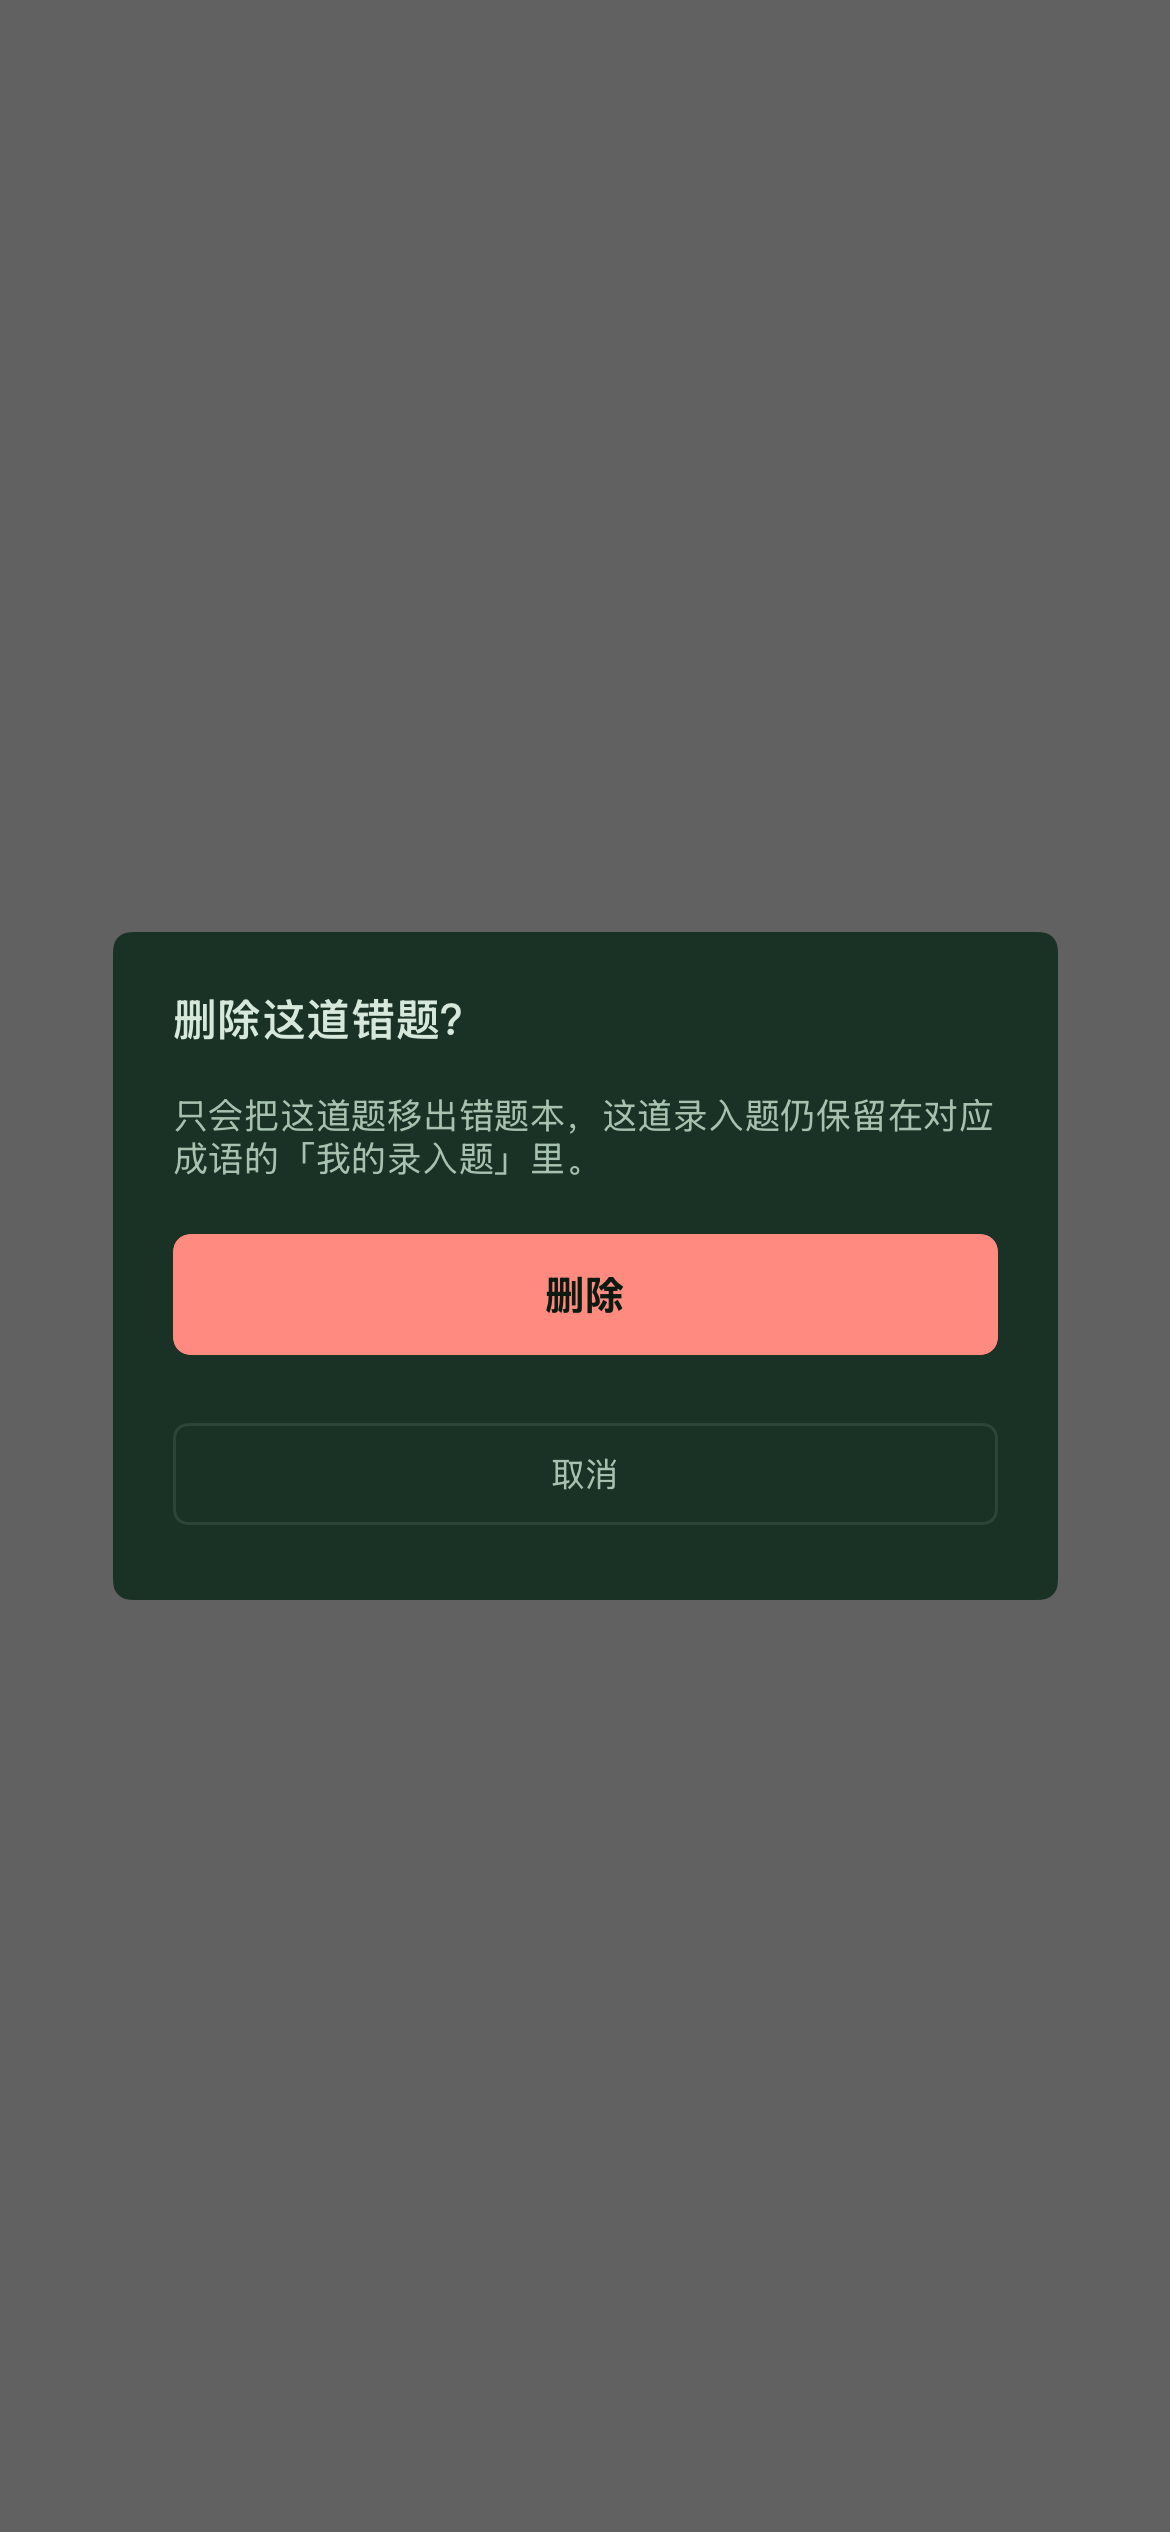 删除这道错题?
只会把这道题移出错题本，这道录入题仍保留在对应
成语的「我的录入题」里。
删除
取消